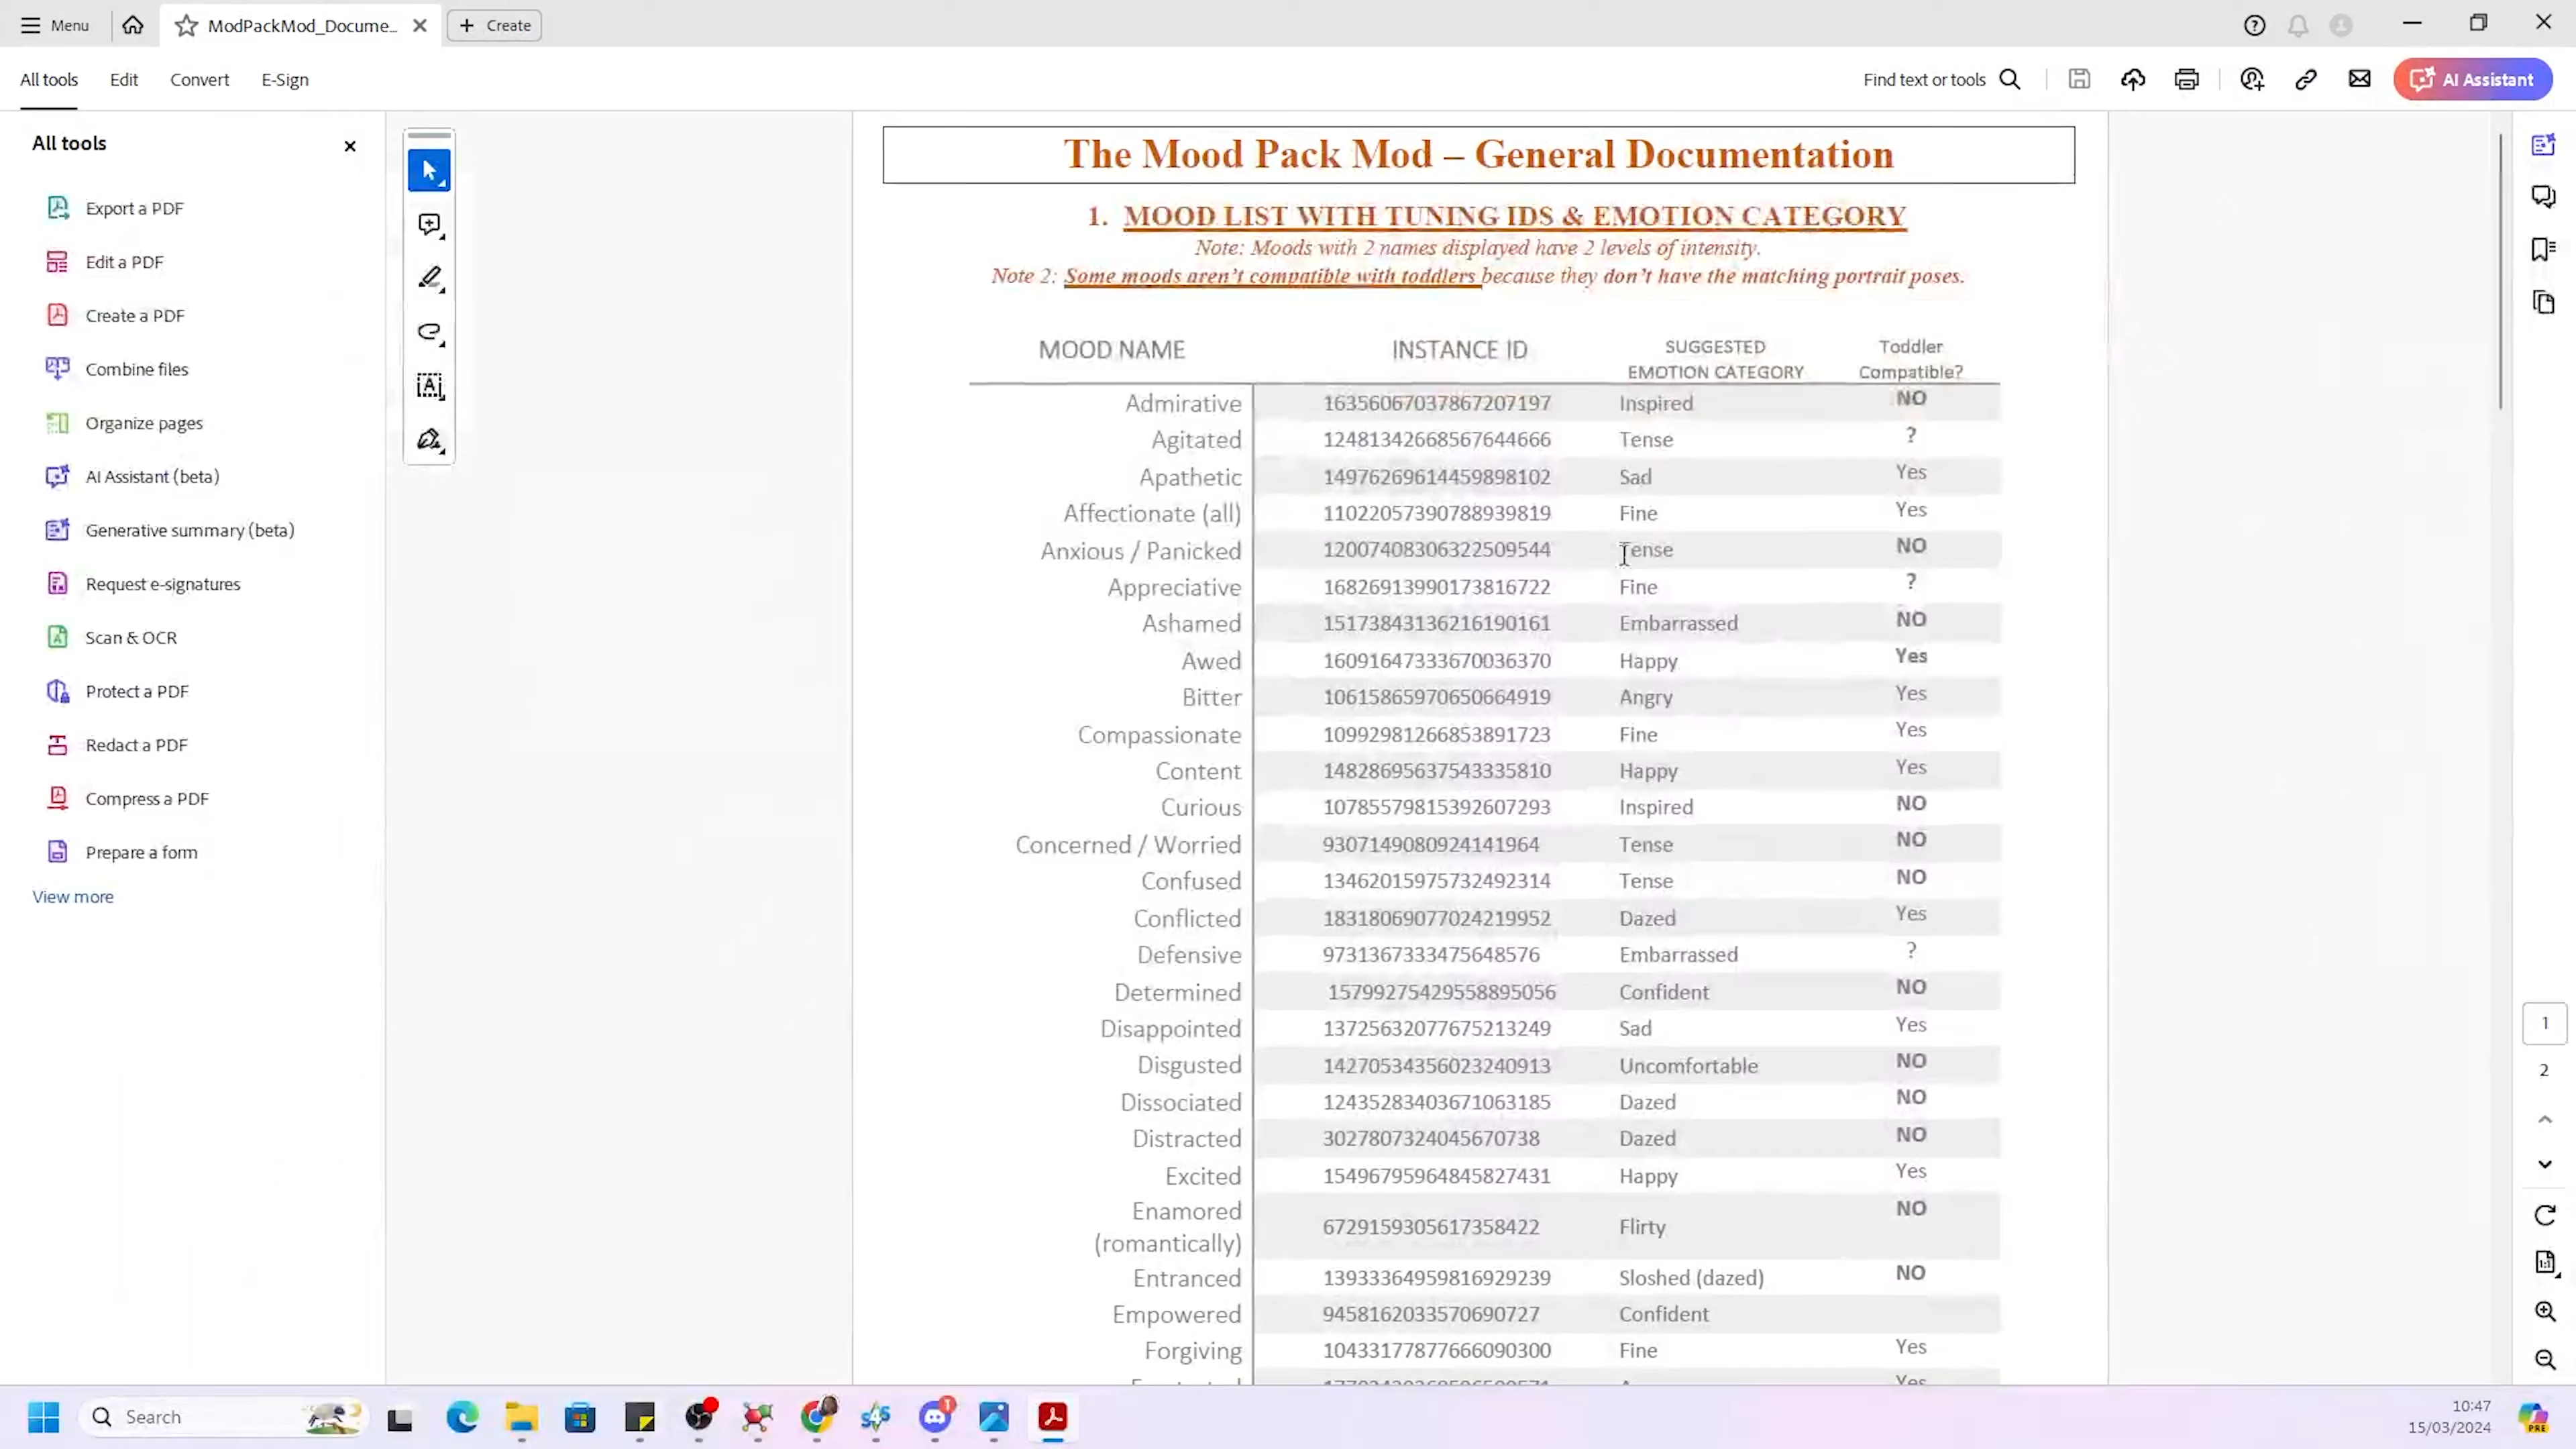 Menu
ModPackMod_Docume...
Create
All tools
Edit
Convert
E-Sign
Find text or tools
AI Assistant
All tools
Export a PDF
Edit a PDF
Create a PDF
Combine files
Organize pages
AI Assistant (beta)
Generative summary (beta)
Request e-signatures
Scan & OCR
Protect a PDF
Redact a PDF
Compress a PDF
Prepare a form
View more
The Mood Pack Mod – General Documentation
1. MOOD LIST WITH TUNING IDS & EMOTION CATEGORY
Note: Moods with 2 names displayed have 2 levels of intensity.
Note 2: Some moods aren't compatible with toddlers because they don't have the matching portrait poses.
MOOD NAME INSTANCE ID SUGGESTED EMOTION CATEGORY Toddler Compatible?
Admirative 16356067037867207197 Inspired NO
Agitated 12481342668567644666 Tense ?
Apathetic 14976269614459898102 Sad Yes
Affectionate (all) 11022057390788939819 Fine Yes
Anxious / Panicked 12007408306322509544 Tense NO
Appreciative 16826913990173816722 Fine ?
Ashamed 15173843136216190161 Embarrassed NO
Awed 16091647333670036370 Happy Yes
Bitter 10615865970650664919 Angry Yes
Compassionate 10992981266853891723 Fine Yes
Content 14828695637543335810 Happy Yes
Curious 10785579815392607293 Inspired NO
Concerned / Worried 9307149080924141964 Tense NO
Confused 13462015975732492314 Tense NO
Conflicted 18318069077024219952 Dazed Yes
Defensive 9731367333475648576 Embarrassed ?
Determined 15799275429558895056 Confident NO
Disappointed 13725632077675213249 Sad Yes
Disgusted 14270534356023240913 Uncomfortable NO
Dissociated 12435283403671063185 Dazed NO
Distracted 3027807324045670738 Dazed NO
Excited 15496795964845827431 Happy Yes
Enamored (romantically) 6729159305617358422 Flirty NO
Entranced 13933364959816929239 Sloshed (dazed) NO
Empowered 9458162033570690727 Confident
Forgiving 10433177877666090300 Fine Yes
1
2
Search
10:47
15/03/2024
PRE